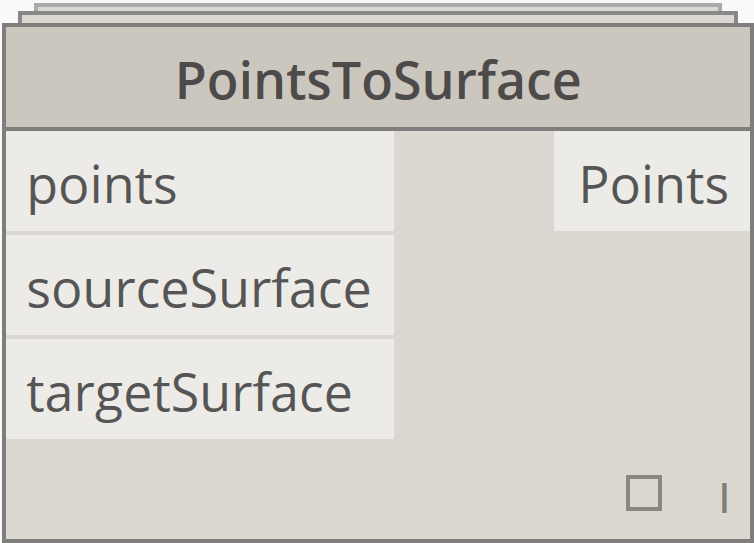 PointsToSurface
points
Points
sourceSurface
targetSurface
l